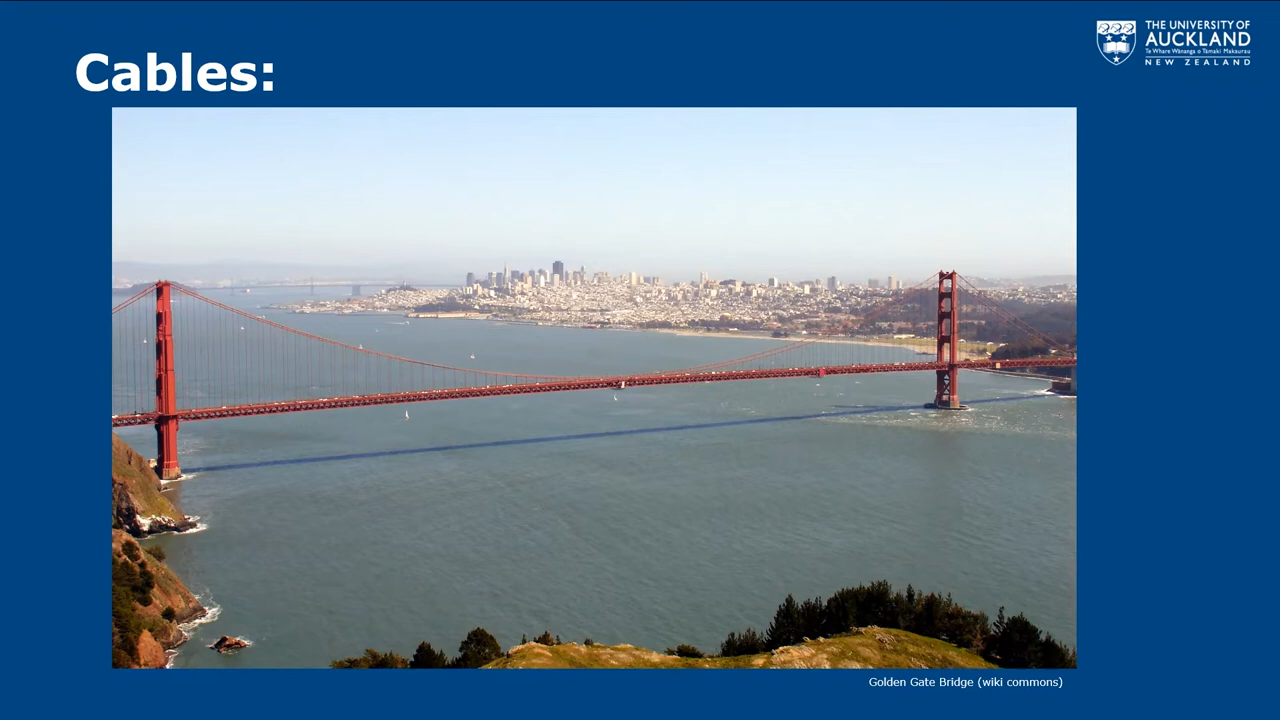 THE UNIVERSITY OF
AUCKLAND
Te Whare Wānanga o Tāmaki Makaurau
NEW ZEALAND
Cables:
Golden Gate Bridge (wiki commons)